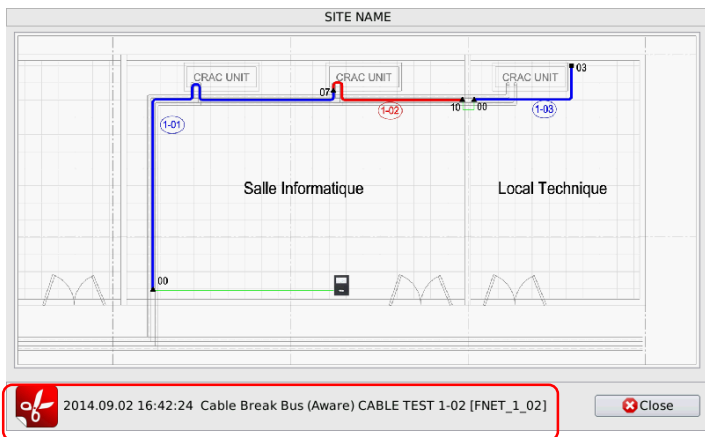 SITE NAME
CRAC UNIT CRAC UNIT CRAC UNIT
03
07
10 00
1-01 1-02 1-03
Salle Informatique Local Technique
00
2014.09.02 16:42:24 Cable Break Bus (Aware) CABLE TEST 1-02 [FNET_1_02] Close